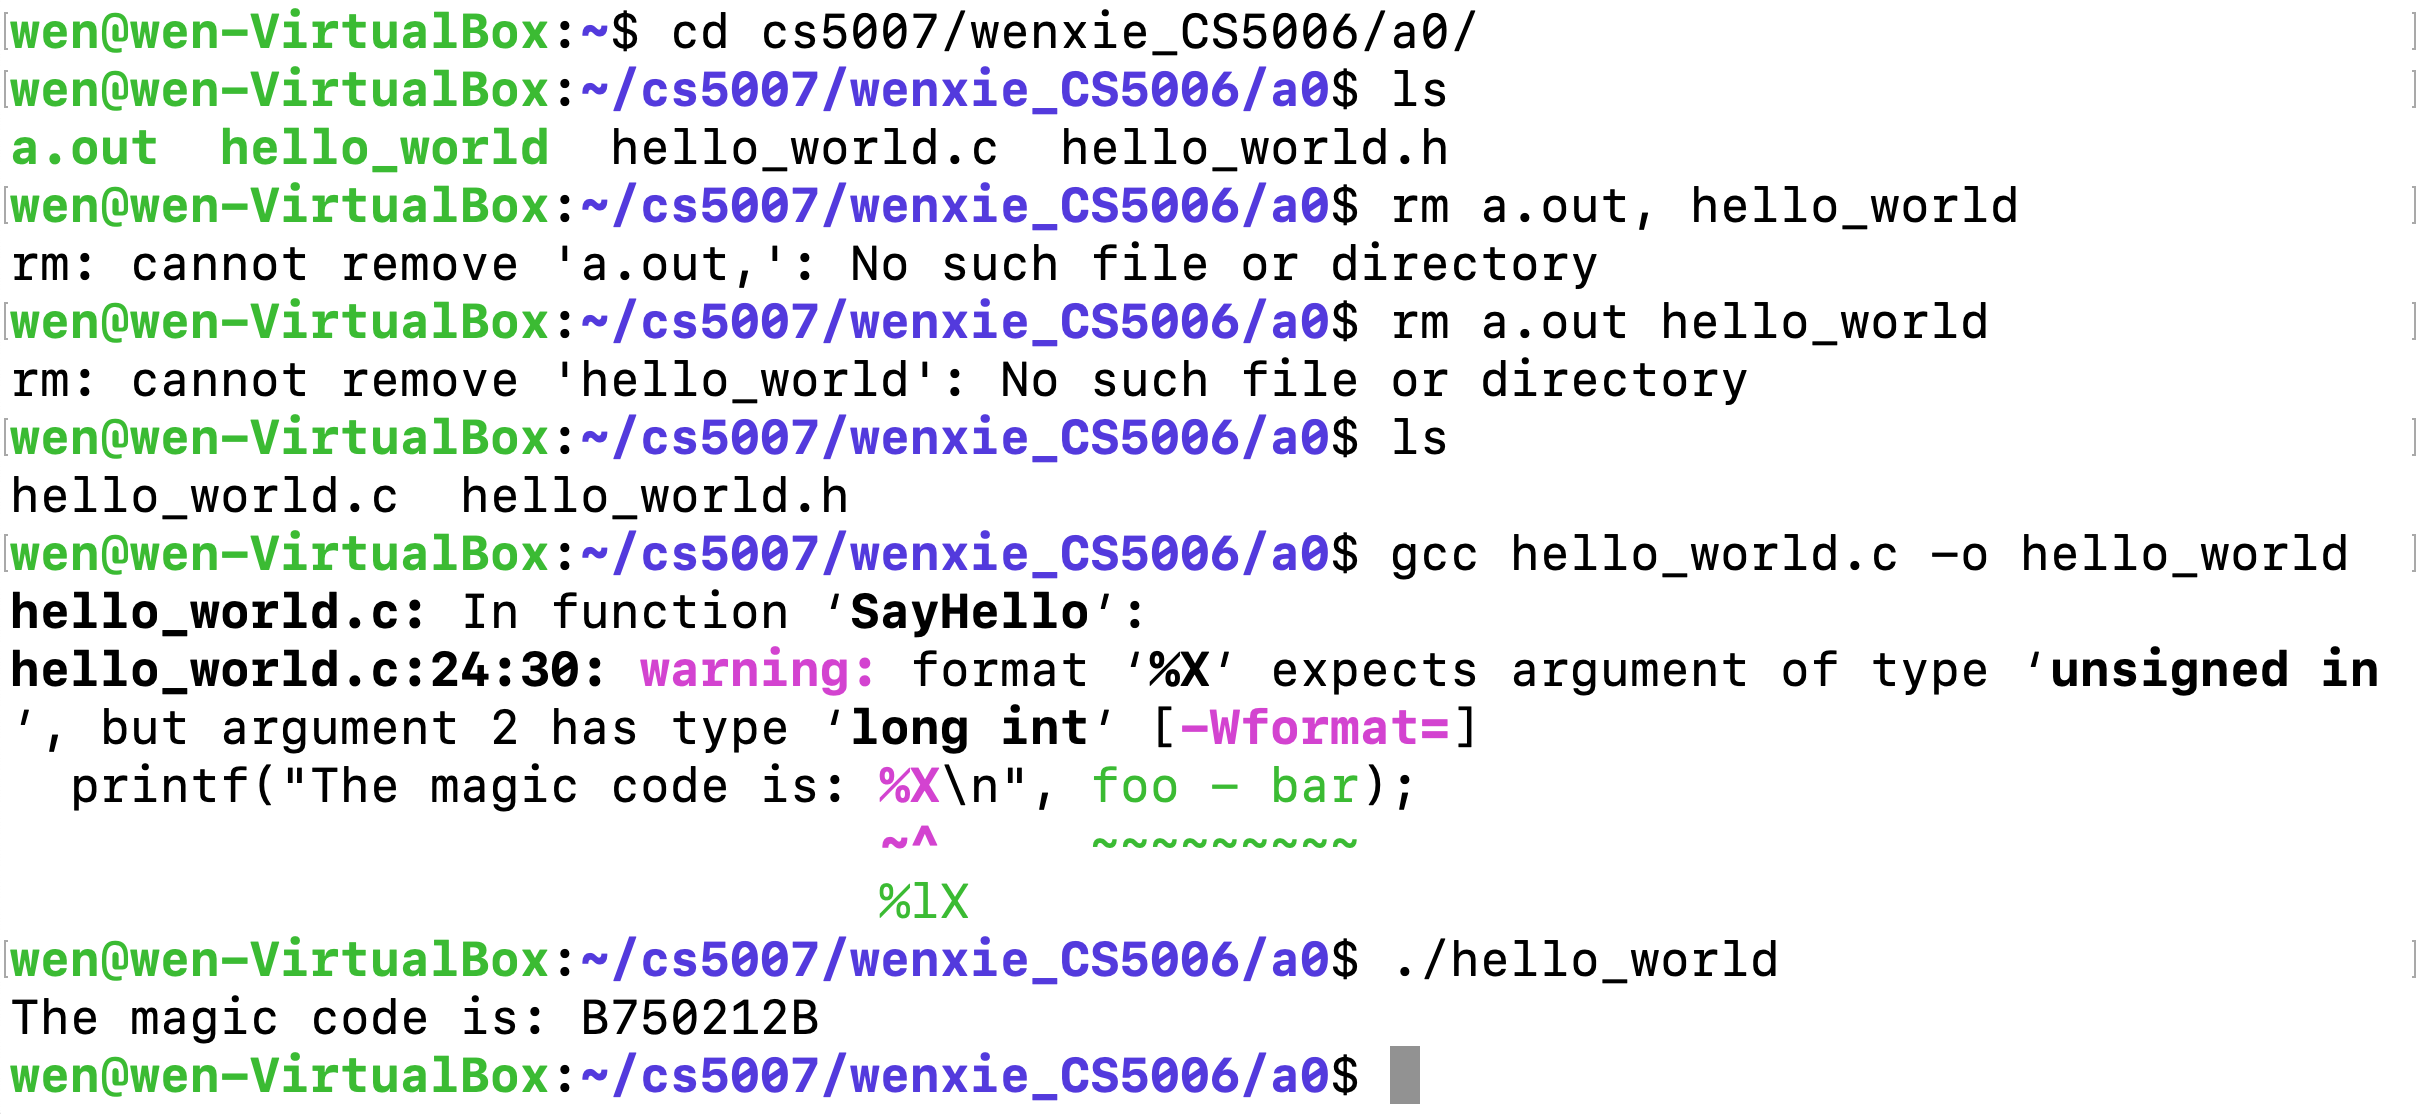 wen@wen-VirtualBox:~$ cd cs5007/wenxie_CS5006/a0/
wen@wen-VirtualBox:~/cs5007/wenxie_CS5006/a0$ ls
a.out  hello_world  hello_world.c  hello_world.h
wen@wen-VirtualBox:~/cs5007/wenxie_CS5006/a0$ rm a.out, hello_world
rm: cannot remove 'a.out,': No such file or directory
wen@wen-VirtualBox:~/cs5007/wenxie_CS5006/a0$ rm a.out hello_world
rm: cannot remove 'hello_world': No such file or directory
wen@wen-VirtualBox:~/cs5007/wenxie_CS5006/a0$ ls
hello_world.c  hello_world.h
wen@wen-VirtualBox:~/cs5007/wenxie_CS5006/a0$ gcc hello_world.c -o hello_world
hello_world.c: In function ‘SayHello’:
hello_world.c:24:30: warning: format ‘%X’ expects argument of type ‘unsigned in
’, but argument 2 has type ‘long int’ [-Wformat=]
  printf("The magic code is: %X\n", foo - bar);
                             ~^     ~~~~~~~~~
                             %lX
wen@wen-VirtualBox:~/cs5007/wenxie_CS5006/a0$ ./hello_world
The magic code is: B750212B
wen@wen-VirtualBox:~/cs5007/wenxie_CS5006/a0$